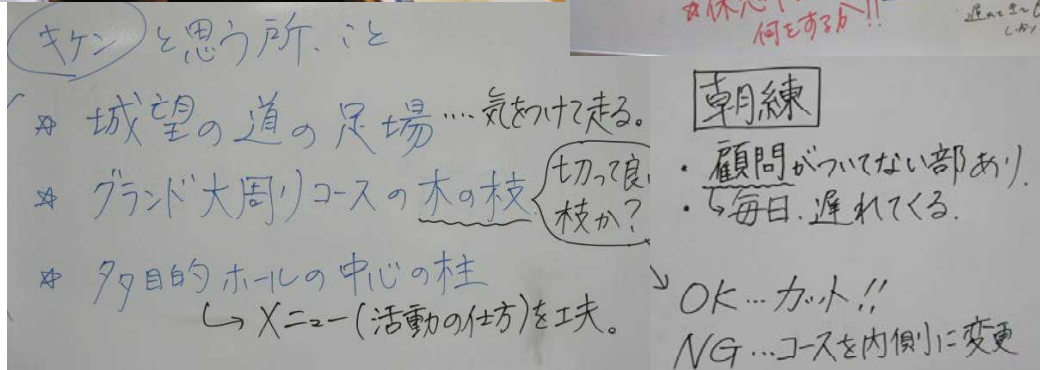 キケンと思う所、こと
☆ 城望の道の足場‥‥気をつけて走る。
☆ グランド大周りコースの木の枝
切って良い
枝か?
☆ 多目的ホールの中心の柱
↳ メニュー(活動の仕方)を工夫。
何をするか!!
朝練
・顧問がついてない部あり。
・↳毎日、遅れてくる。
OK…カット!!
NG…コースを内側に変更